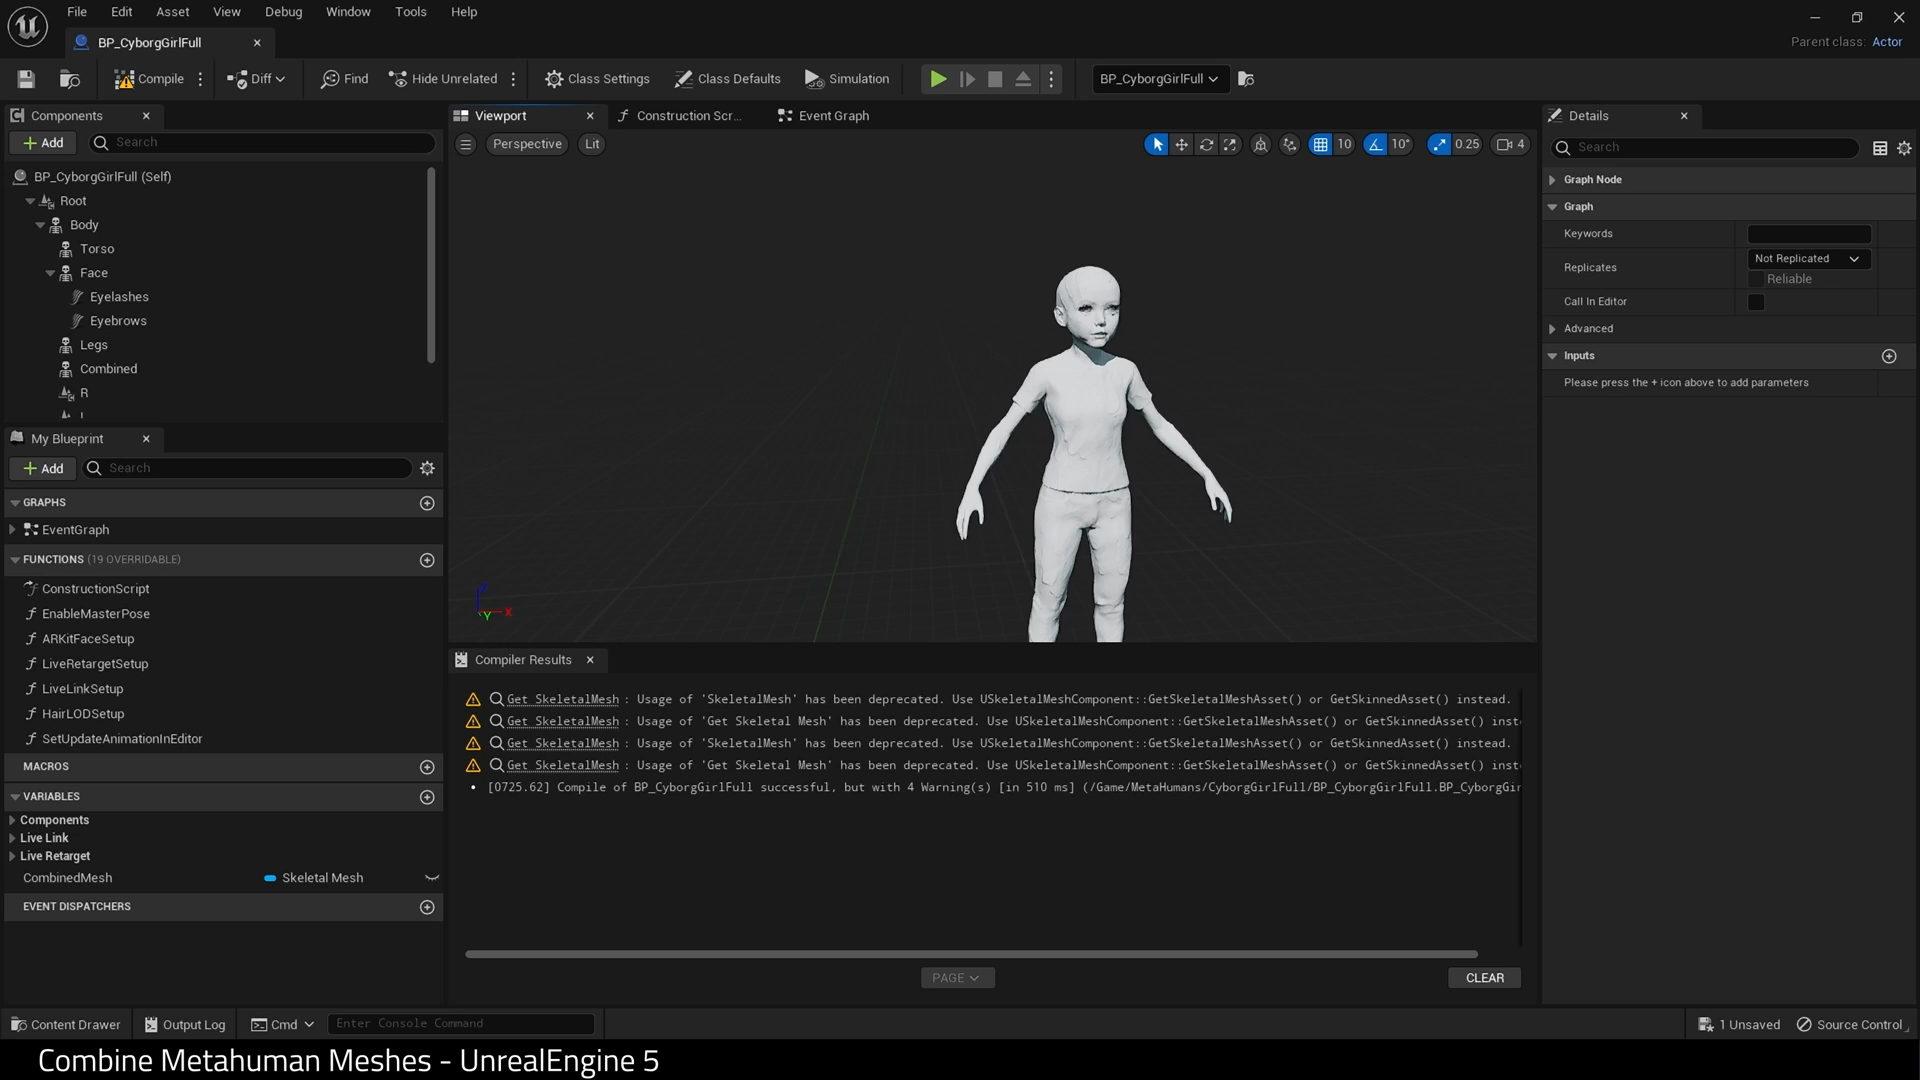 File Edit Asset View Debug Window Tools Help
BP_CyborgGirlFull
Parent class: Actor
Compile Diff Find Hide Unrelated Class Settings Class Defaults Simulation BP_CyborgGirlFull
Components
Add Search
BP_CyborgGirlFull (Self)
Root
Body
Torso
Face
Eyelashes
Eyebrows
Legs
Combined
R
My Blueprint
Add Search
GRAPHS
EventGraph
FUNCTIONS (19 OVERRIDABLE)
ConstructionScript
EnableMasterPose
ARKitFaceSetup
LiveRetargetSetup
LiveLinkSetup
HairLODSetup
SetUpdateAnimationInEditor
MACROS
VARIABLES
Components
Live Link
Live Retarget
CombinedMesh Skeletal Mesh
EVENT DISPATCHERS
Viewport Construction Scr... Event Graph
Perspective Lit 10 10° 0.25 4
X
Y
Compiler Results
Get SkeletalMesh : Usage of 'SkeletalMesh' has been deprecated. Use USkeletalMeshComponent::GetSkeletalMeshAsset() or GetSkinnedAsset() instead.
Get SkeletalMesh : Usage of 'Get Skeletal Mesh' has been deprecated. Use USkeletalMeshComponent::GetSkeletalMeshAsset() or GetSkinnedAsset() inst
Get SkeletalMesh : Usage of 'SkeletalMesh' has been deprecated. Use USkeletalMeshComponent::GetSkeletalMeshAsset() or GetSkinnedAsset() instead.
Get SkeletalMesh : Usage of 'Get Skeletal Mesh' has been deprecated. Use USkeletalMeshComponent::GetSkeletalMeshAsset() or GetSkinnedAsset() inst
[0725.62] Compile of BP_CyborgGirlFull successful, but with 4 Warning(s) [in 510 ms] (/Game/MetaHumans/CyborgGirlFull/BP_CyborgGirlFull.BP_CyborgGir
PAGE
CLEAR
Details
Search
Graph Node
Graph
Keywords
Replicates Not Replicated
Reliable
Call In Editor
Advanced
Inputs
Please press the + icon above to add parameters
Content Drawer Output Log Cmd Enter Console Command 1 Unsaved Source Control
Combine Metahuman Meshes - UnrealEngine 5